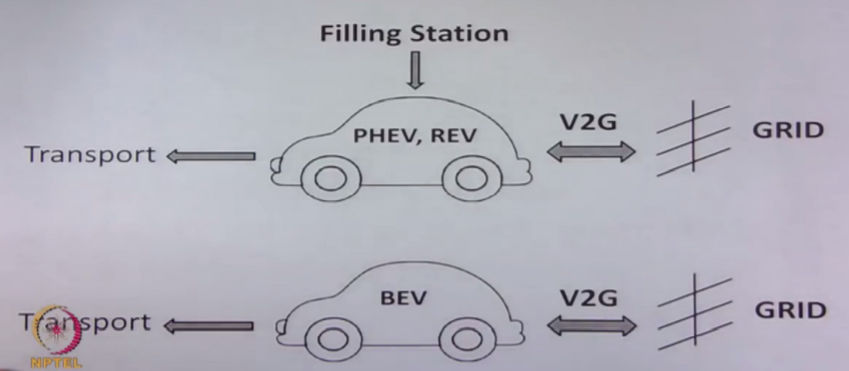 Filling Station
PHEV, REV
V2G
GRID
Transport
BEV
V2G
GRID
Transport
NPTEL